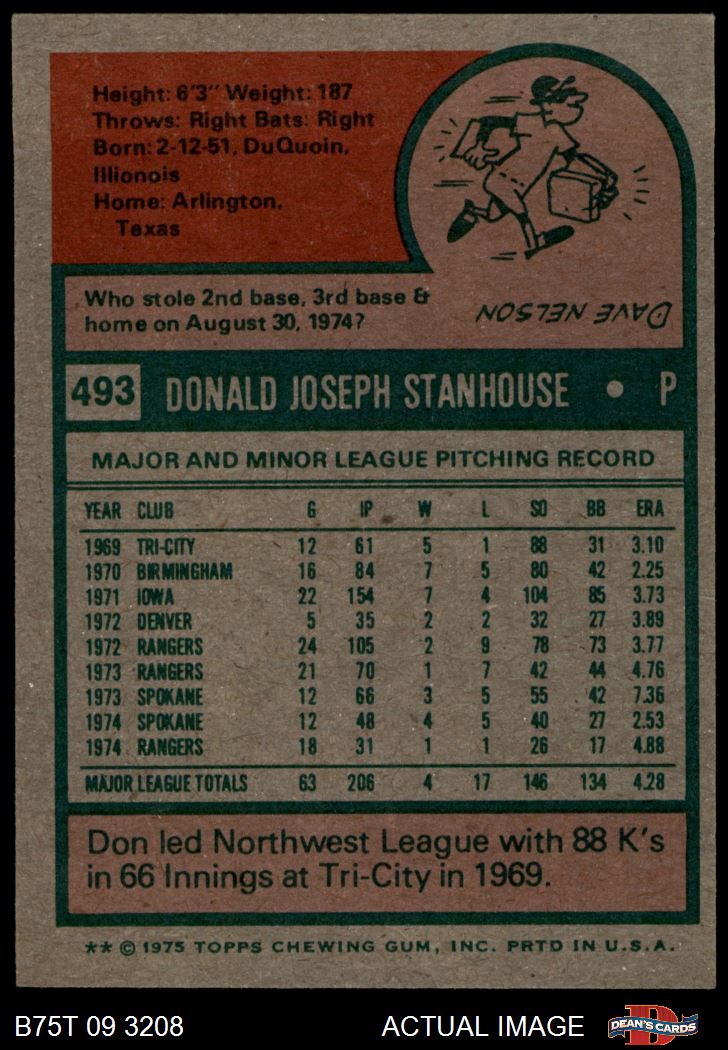 Height: 6'3" Weight: 187
Throws: Right Bats: Right
Born: 2-12-51, DuQuoin,
Illionois
Home: Arlington,
Texas
Who stole 2nd base, 3rd base &
home on August 30, 1974?
DAVE NELSON
493 DONALD JOSEPH STANHOUSE • P
MAJOR AND MINOR LEAGUE PITCHING RECORD
YEAR CLUB G IP W L SO BB ERA
1969 TRI-CITY 12 61 5 1 88 31 3.10
1970 BIRMINGHAM 16 84 7 5 80 42 2.25
1971 IOWA 22 154 7 4 104 85 3.73
1972 DENVER 5 35 2 2 32 27 3.89
1972 RANGERS 24 105 2 9 78 73 3.77
1973 RANGERS 21 70 1 7 42 44 4.76
1973 SPOKANE 12 66 3 5 55 42 7.36
1974 SPOKANE 12 48 4 5 40 27 2.53
1974 RANGERS 18 31 1 1 26 17 4.88
MAJOR LEAGUE TOTALS 63 206 4 17 146 134 4.28
Don led Northwest League with 88 K's
in 66 Innings at Tri-City in 1969.
** © 1975 TOPPS CHEWING GUM, INC. PRTD IN U.S.A.
B75T 09 3208 ACTUAL IMAGE DEAN'S CARDS